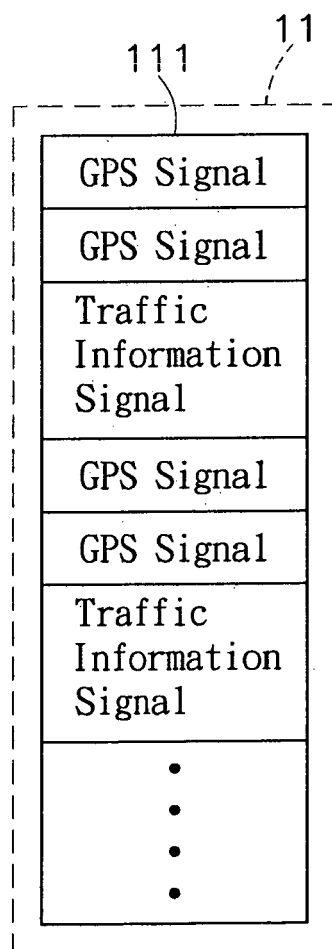 11
111
GPS Signal
GPS Signal
Traffic
Information
Signal
GPS Signal
GPS Signal
Traffic
Information
Signal